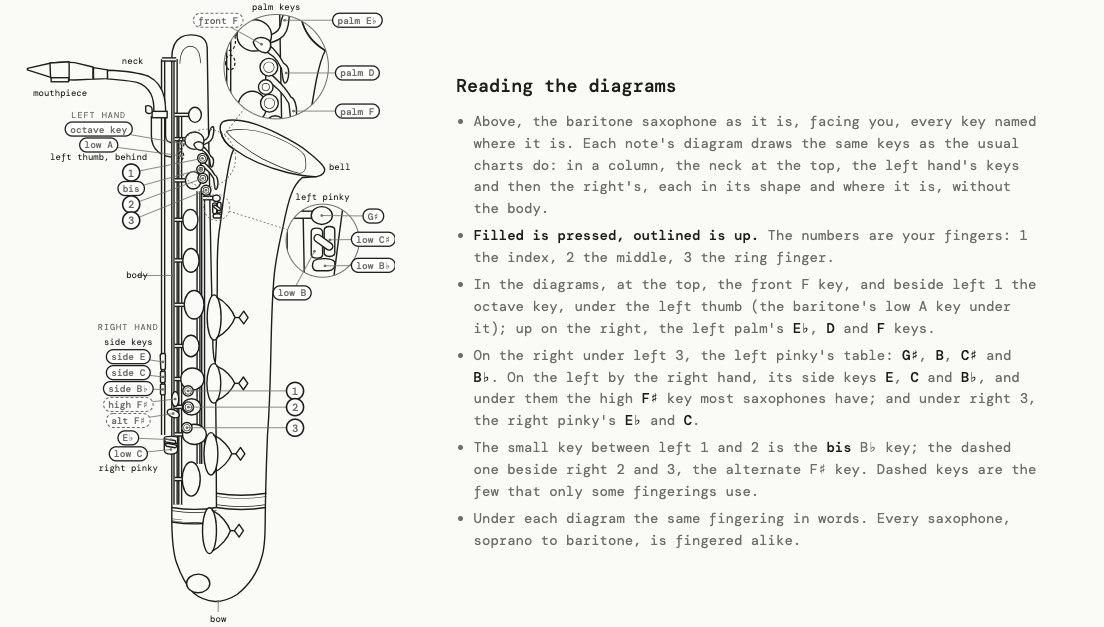 palm keys
front F
palm E♭
neck
mouthpiece
palm D
palm F
LEFT HAND
octave key
low A
left thumb, behind
1
bis
2
3
bell
left pinky
G♯
low C♯
low B♭
low B
body
RIGHT HAND
side keys
side E
side C
side B♭
high F♯
alt F♯
E♭
low C
right pinky
1
2
3
bow
Reading the diagrams
• Above, the baritone saxophone as it is, facing you, every key named
where it is. Each note's diagram draws the same keys as the usual
charts do: in a column, the neck at the top, the left hand's keys
and then the right's, each in its shape and where it is, without
the body.
• Filled is pressed, outlined is up. The numbers are your fingers: 1
the index, 2 the middle, 3 the ring finger.
• In the diagrams, at the top, the front F key, and beside left 1 the
octave key, under the left thumb (the baritone's low A key under
it); up on the right, the left palm's E♭, D and F keys.
• On the right under left 3, the left pinky's table: G♯, B, C♯ and
B♭. On the left by the right hand, its side keys E, C and B♭, and
under them the high F♯ key most saxophones have; and under right 3,
the right pinky's E♭ and C.
• The small key between left 1 and 2 is the bis B♭ key; the dashed
one beside right 2 and 3, the alternate F♯ key. Dashed keys are the
few that only some fingerings use.
• Under each diagram the same fingering in words. Every saxophone,
soprano to baritone, is fingered alike.